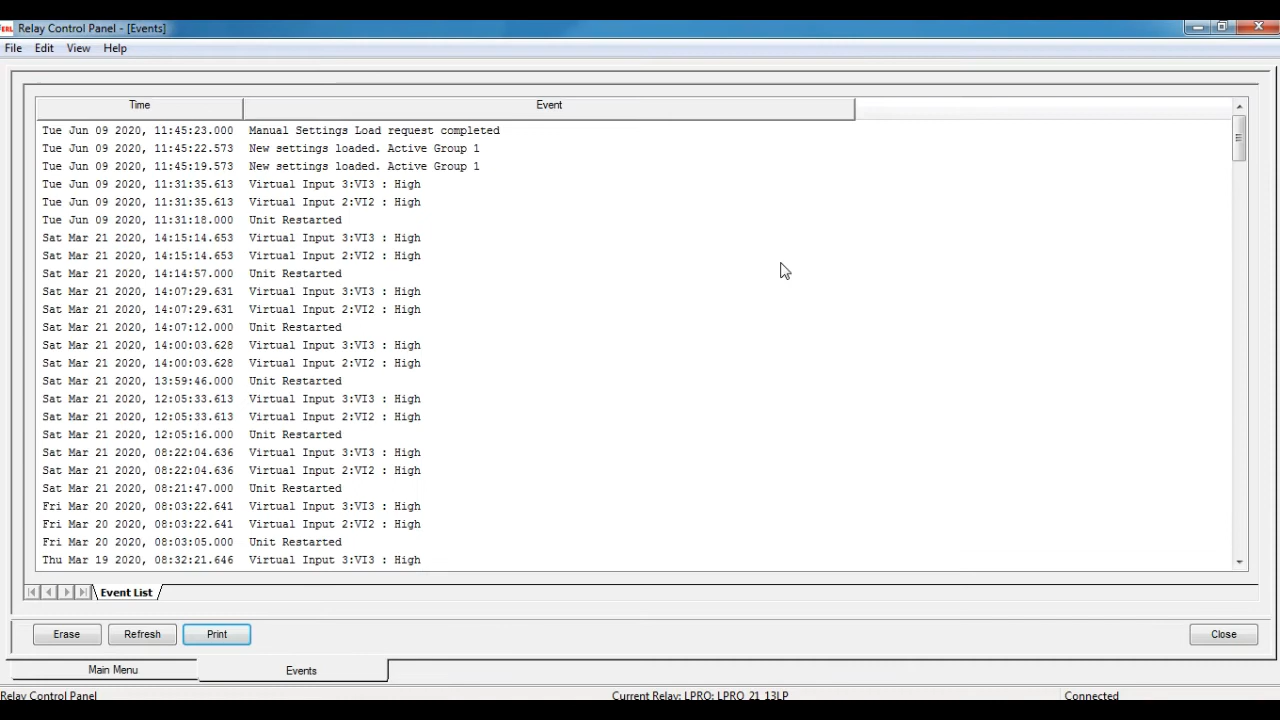 ERL Relay Control Panel - [Events]
File Edit View Help
Time Event
Tue Jun 09 2020, 11:45:23.000 Manual Settings Load request completed
Tue Jun 09 2020, 11:45:22.573 New settings loaded. Active Group 1
Tue Jun 09 2020, 11:45:19.573 New settings loaded. Active Group 1
Tue Jun 09 2020, 11:31:35.613 Virtual Input 3:VI3 : High
Tue Jun 09 2020, 11:31:35.613 Virtual Input 2:VI2 : High
Tue Jun 09 2020, 11:31:18.000 Unit Restarted
Sat Mar 21 2020, 14:15:14.653 Virtual Input 3:VI3 : High
Sat Mar 21 2020, 14:15:14.653 Virtual Input 2:VI2 : High
Sat Mar 21 2020, 14:14:57.000 Unit Restarted
Sat Mar 21 2020, 14:07:29.631 Virtual Input 3:VI3 : High
Sat Mar 21 2020, 14:07:29.631 Virtual Input 2:VI2 : High
Sat Mar 21 2020, 14:07:12.000 Unit Restarted
Sat Mar 21 2020, 14:00:03.628 Virtual Input 3:VI3 : High
Sat Mar 21 2020, 14:00:03.628 Virtual Input 2:VI2 : High
Sat Mar 21 2020, 13:59:46.000 Unit Restarted
Sat Mar 21 2020, 12:05:33.613 Virtual Input 3:VI3 : High
Sat Mar 21 2020, 12:05:33.613 Virtual Input 2:VI2 : High
Sat Mar 21 2020, 12:05:16.000 Unit Restarted
Sat Mar 21 2020, 08:22:04.636 Virtual Input 3:VI3 : High
Sat Mar 21 2020, 08:22:04.636 Virtual Input 2:VI2 : High
Sat Mar 21 2020, 08:21:47.000 Unit Restarted
Fri Mar 20 2020, 08:03:22.641 Virtual Input 3:VI3 : High
Fri Mar 20 2020, 08:03:22.641 Virtual Input 2:VI2 : High
Fri Mar 20 2020, 08:03:05.000 Unit Restarted
Thu Mar 19 2020, 08:32:21.646 Virtual Input 3:VI3 : High
Event List
Erase Refresh Print Close
Main Menu Events
Relay Control Panel Current Relay: LPRO: LPRO_21_13LP Connected